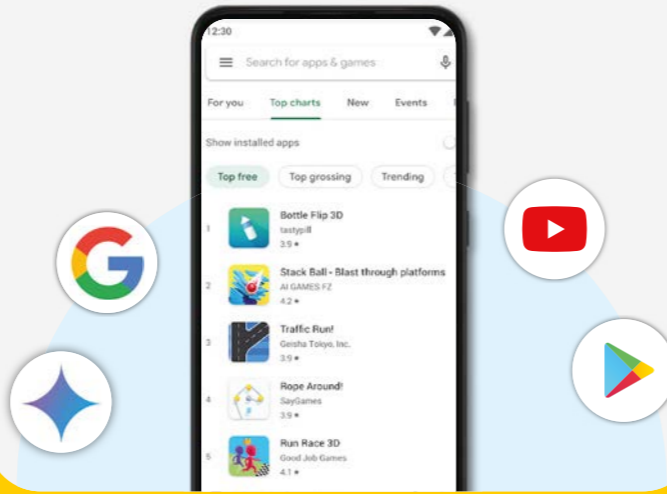 12:30
Search for apps & games
For you Top charts New Events
Show installed apps
Top free Top grossing Trending
1 Bottle Flip 3D
tastypill
3.9 ★
2 Stack Ball - Blast through platforms
AI GAMES FZ
4.2 ★
3 Traffic Run!
Geisha Tokyo, Inc.
3.9 ★
4 Rope Around!
SayGames
3.9 ★
5 Run Race 3D
Good Job Games
4.1 ★
G